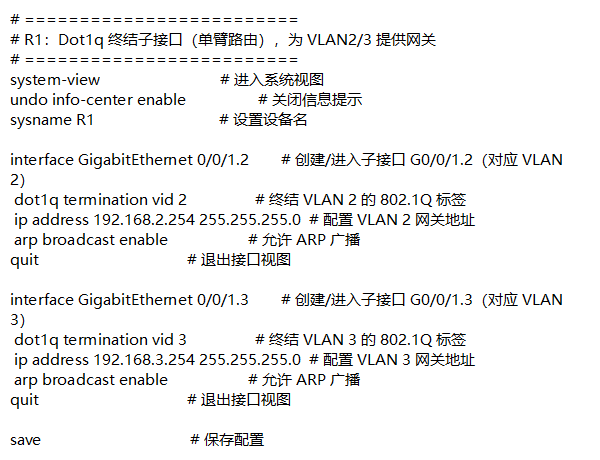 # ==========================
# R1：Dot1q 终结子接口（单臂路由），为 VLAN2/3 提供网关
# ==========================
system-view # 进入系统视图
undo info-center enable # 关闭信息提示
sysname R1 # 设置设备名
interface GigabitEthernet 0/0/1.2 # 创建/进入子接口 G0/0/1.2（对应 VLAN
2）
dot1q termination vid 2 # 终结 VLAN 2 的 802.1Q 标签
ip address 192.168.2.254 255.255.255.0 # 配置 VLAN 2 网关地址
arp broadcast enable # 允许 ARP 广播
quit # 退出接口视图
interface GigabitEthernet 0/0/1.3 # 创建/进入子接口 G0/0/1.3（对应 VLAN
3）
dot1q termination vid 3 # 终结 VLAN 3 的 802.1Q 标签
ip address 192.168.3.254 255.255.255.0 # 配置 VLAN 3 网关地址
arp broadcast enable # 允许 ARP 广播
quit # 退出接口视图
save # 保存配置